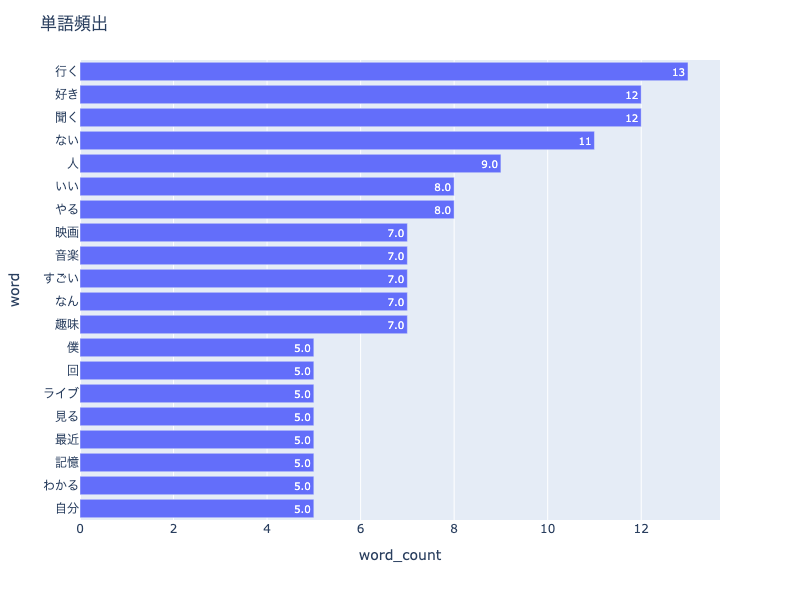 単語頻出
word
行く 13
好き 12
聞く 12
ない 11
人 9.0
いい 8.0
やる 8.0
映画 7.0
音楽 7.0
すごい 7.0
なん 7.0
趣味 7.0
僕 5.0
回 5.0
ライブ 5.0
見る 5.0
最近 5.0
記憶 5.0
わかる 5.0
自分 5.0
0 2 4 6 8 10 12
word_count